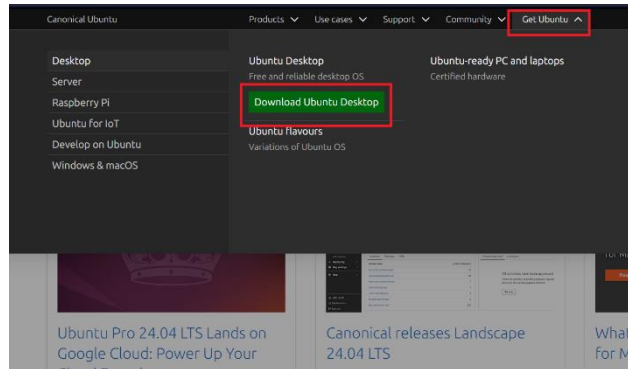 Canonical Ubuntu Products Use cases Support Community Get Ubuntu
Desktop
Server
Raspberry Pi
Ubuntu for IoT
Develop on Ubuntu
Windows & macOS
Ubuntu Desktop
Free and reliable desktop OS
Download Ubuntu Desktop
Ubuntu flavours
Variations of Ubuntu OS
Ubuntu-ready PC and laptops
Certified hardware
Ubuntu Pro 24.04 LTS Lands on
Google Cloud: Power Up Your
Canonical releases Landscape
24.04 LTS
for M